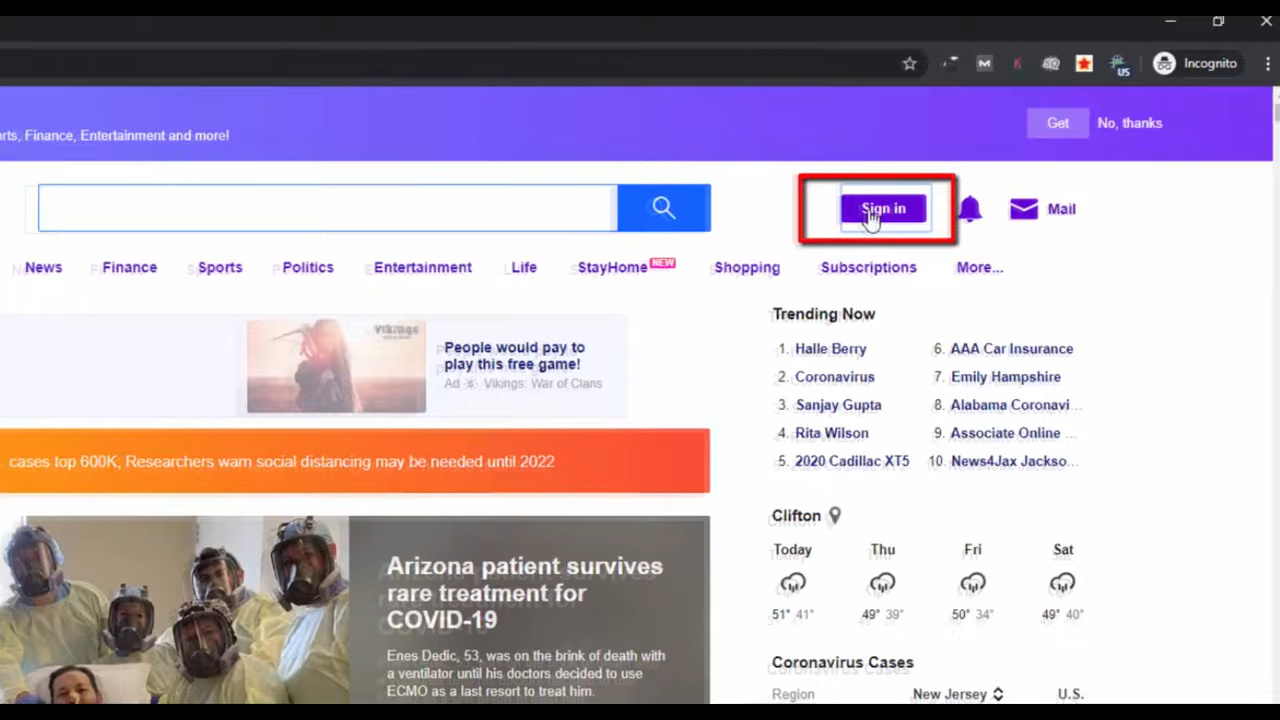 US
Incognito
rts, Finance, Entertainment and more!
Get
No, thanks
Sign in
Mail
News
Finance
Sports
Politics
Entertainment
Life
StayHome NEW
Shopping
Subscriptions
More...
Vikings
People would pay to
play this free game!
Ad Vikings: War of Clans
cases top 600K; Researchers warn social distancing may be needed until 2022
Arizona patient survives
rare treatment for
COVID-19
Enes Dedic, 53, was on the brink of death with
a ventilator until his doctors decided to use
ECMO as a last resort to treat him.
Trending Now
1. Halle Berry
2. Coronavirus
3. Sanjay Gupta
4. Rita Wilson
5. 2020 Cadillac XT5
6. AAA Car Insurance
7. Emily Hampshire
8. Alabama Coronavi...
9. Associate Online ...
10. News4Jax Jackso...
Clifton
Today Thu Fri Sat
51° 41° 49° 39° 50° 34° 49° 40°
Coronavirus Cases
Region New Jersey U.S.